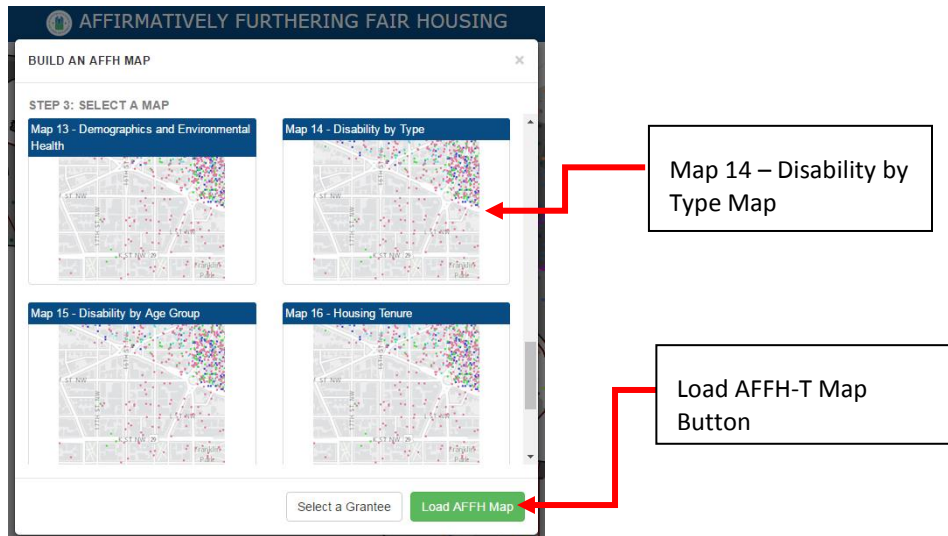 AFFIRMATIVELY FURTHERING FAIR HOUSING
BUILD AN AFFH MAP
×
STEP 3: SELECT A MAP
Map 13 - Demographics and Environmental
Health
Map 14 - Disability by Type
Map 15 - Disability by Age Group
Map 16 - Housing Tenure
Select a Grantee
Load AFFH Map
Map 14 – Disability by
Type Map
Load AFFH-T Map
Button